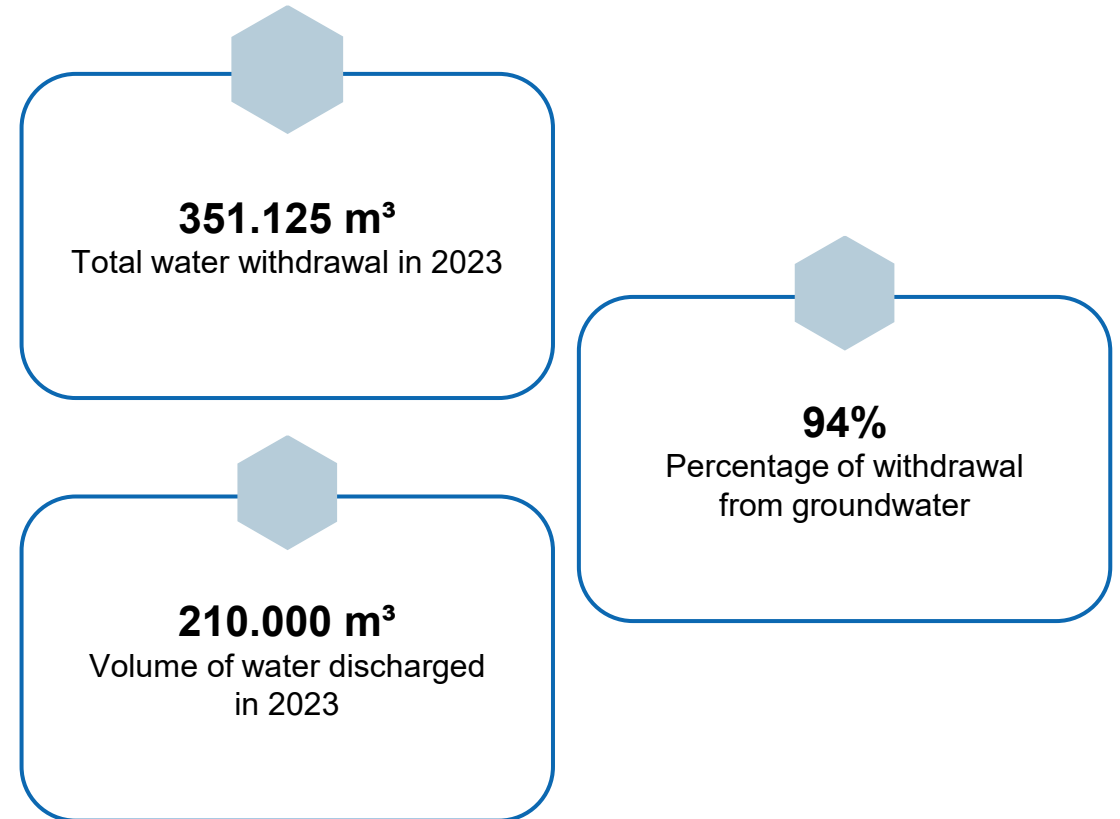 351.125 m³
Total water withdrawal in 2023
94%
Percentage of withdrawal
from groundwater
210.000 m³
Volume of water discharged
in 2023